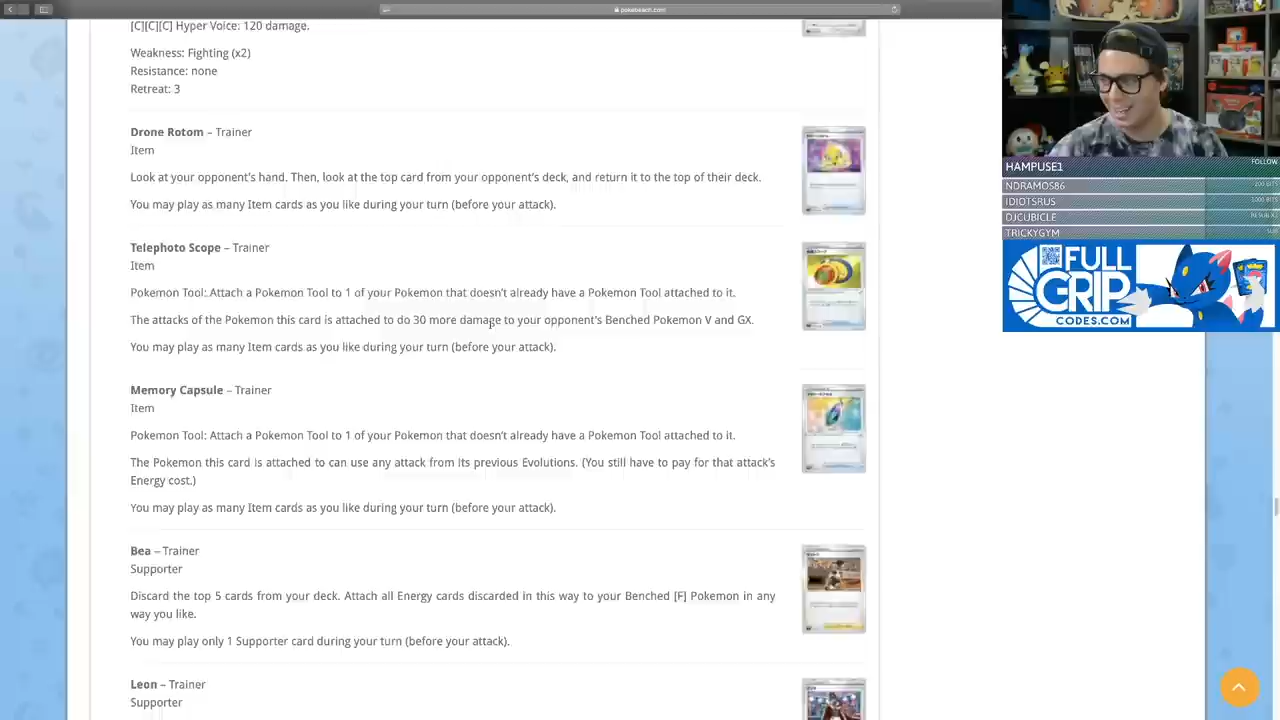 pokebeach.com
[C][C][C] Hyper Voice: 120 damage.
Weakness: Fighting (x2)
Resistance: none
Retreat: 3
Drone Rotom – Trainer
Item
Look at your opponent's hand. Then, look at the top card from your opponent's deck, and return it to the top of their deck.
You may play as many Item cards as you like during your turn (before your attack).
Telephoto Scope – Trainer
Item
Pokemon Tool: Attach a Pokemon Tool to 1 of your Pokemon that doesn't already have a Pokemon Tool attached to it.
attacks of the Pokemon this card is attached to do 30 more damage to your opponent's Benched Pokemon V and GX.
You may play as many Item cards as you like during your turn (before your attack).
Memory Capsule – Trainer
Item
Pokemon Tool: Attach a Pokemon Tool to 1 of your Pokemon that doesn't already have a Pokemon Tool attached to it.
The Pokemon this card is attached to can use any attack from its previous Evolutions. (You still have to pay for that attack's
Energy cost.)
You may play as many Item cards as you like during your turn (before your attack).
Bea – Trainer
Supporter
Discard the top 5 cards from your deck. Attach all Energy cards discarded in this way to your Benched [F] Pokemon in any
way you like.
You may play only 1 Supporter card during your turn (before your attack).
Leon – Trainer
Supporter
HAMPUSE1 FOLLOW
NDRAMOS86 200 BITS
IDIOTSRUS 1000 BITS
DJCUBICLE RESUB
TRICKYGYM SUB
FULL
GRIP
CODES.COM